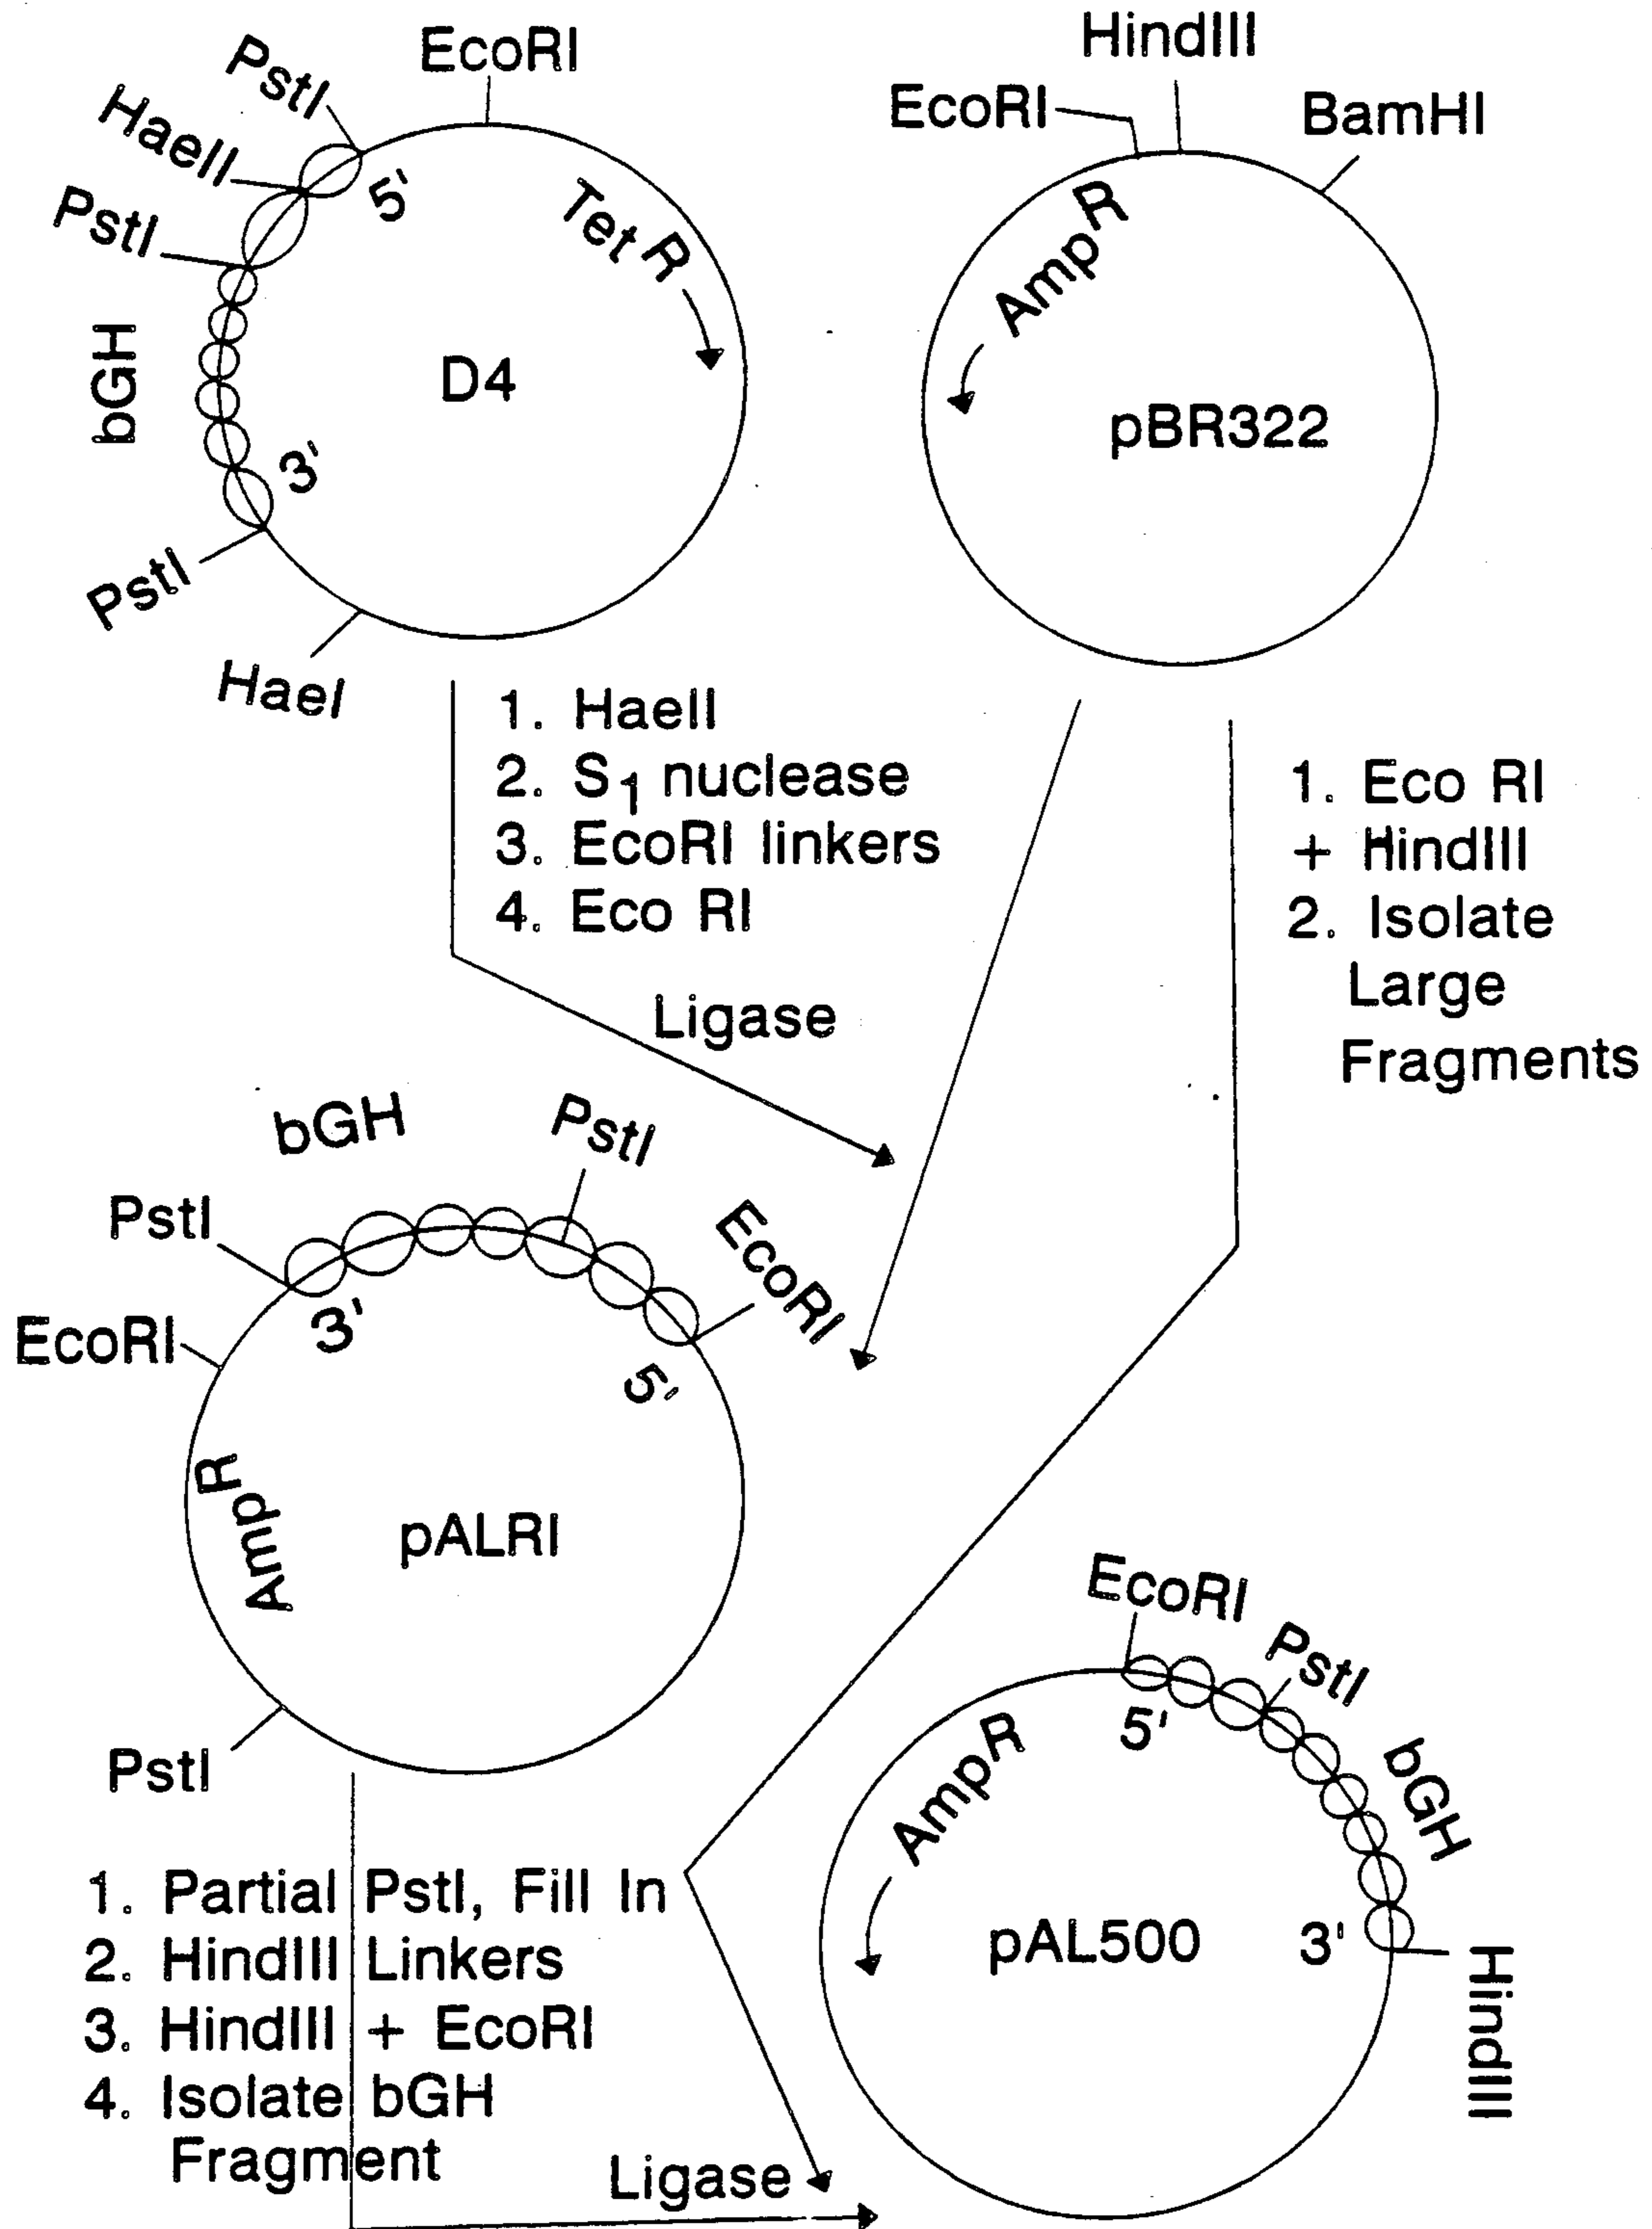 EcoRI
PstI
HaeII
PstI
bGH
5'
Tet R
D4
3'
PstI
HaeI
HindIII
EcoRI
BamHI
AmpR
pBR322
1. HaeII
2. S1 nuclease
3. EcoRI linkers
4. Eco RI
Ligase
1. Eco RI
+ HindIII
2. Isolate
Large
Fragments
bGH
PstI
PstI
EcoRI
EcoRI
3'
5'
AmpR
pALRI
PstI
1. Partial PstI, Fill In
2. HindIII Linkers
3. HindIII + EcoRI
4. Isolate bGH
Fragment
Ligase
EcoRI
PstI
5'
bGH
AmpR
pAL500
3'
HindIII